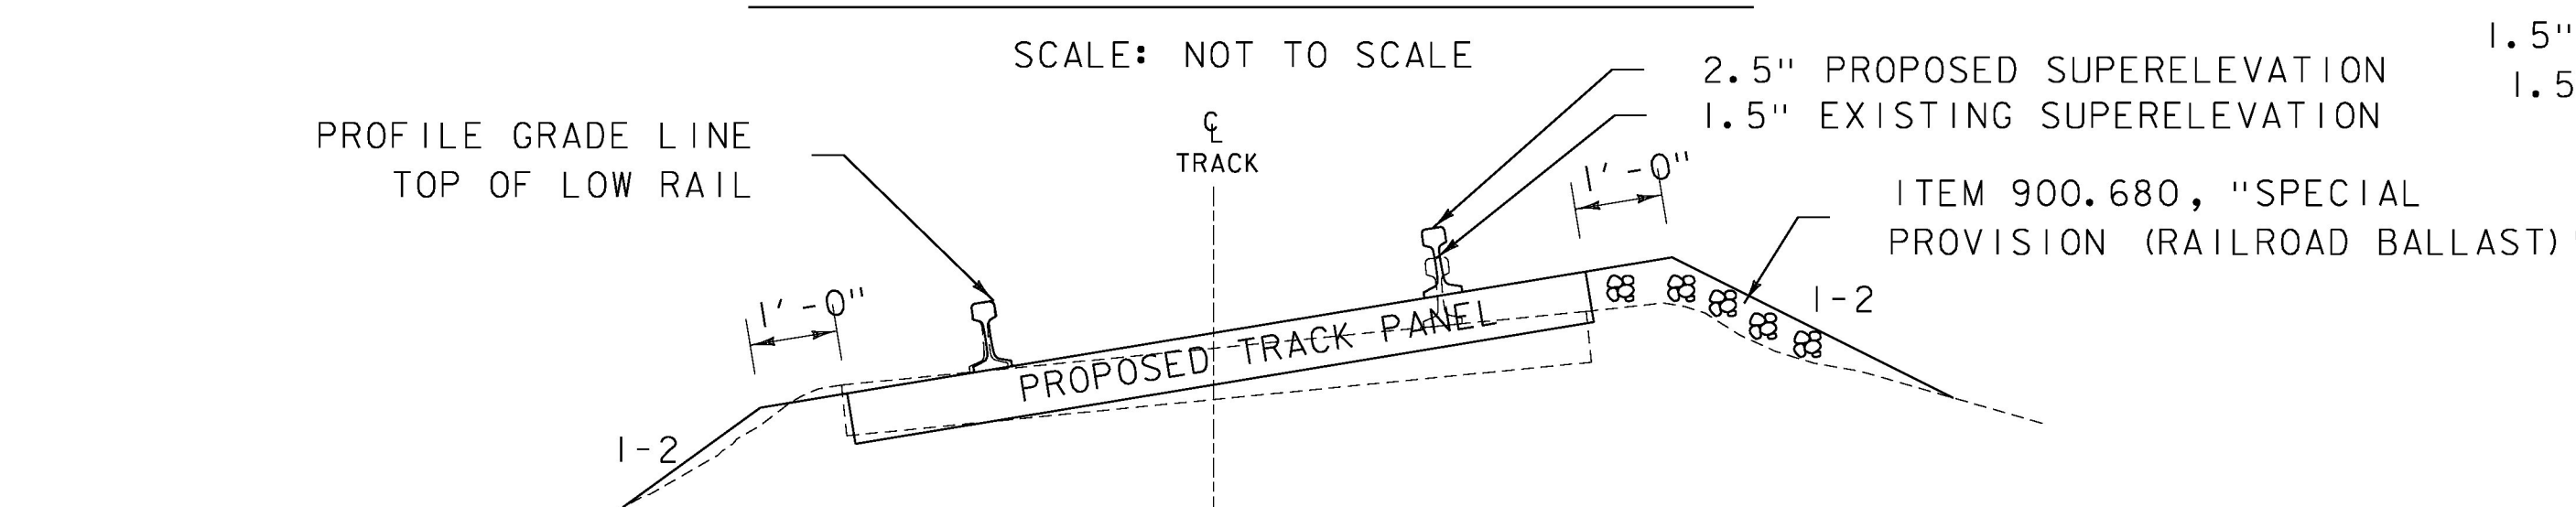 SCALE: NOT TO SCALE
1.5"
2.5" PROPOSED SUPERELEVATION
1.5
1.5" EXISTING SUPERELEVATION
PROFILE GRADE LINE
TOP OF LOW RAIL
℄
TRACK
1'-0"
ITEM 900.680, "SPECIAL
PROVISION (RAILROAD BALLAST)
1'-0"
1-2
PROPOSED TRACK PANEL
1-2